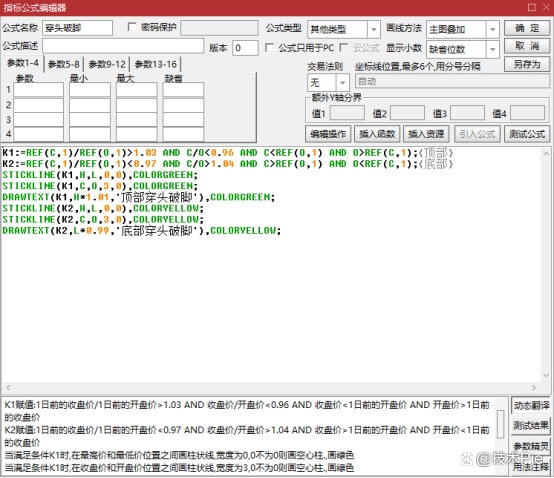 指标公式编辑器
公式名称 穿头破脚 密码保护 公式类型 其他类型 画线方法 主图叠加 确 定
公式描述 版本 0 公式只用于PC 云公式 显示小数 缺省位数 取 消
参数1-4 参数5-8 参数9-12 参数13-16 交易法则 坐标线位置,最多6个,用分号分隔 另存为
参数 最小 最大 缺省 无 自动
1
2
3
4
额外Y轴分界
值1 值2 值3 值4
编辑操作 插入函数 插入资源 引入公式 测试公式
K1:=REF(C,1)/REF(O,1)>1.03 AND C/O<0.96 AND C<REF(O,1) AND O>REF(C,1);{顶部}
K2:=REF(C,1)/REF(O,1)<0.97 AND C/O>1.04 AND C>REF(O,1) AND O<REF(C,1);{底部}
STICKLINE(K1,H,L,0,0),COLORGREEN;
STICKLINE(K1,C,O,3,0),COLORGREEN;
DRAWTEXT(K1,H*1.01,'顶部穿头破脚'),COLORGREEN;
STICKLINE(K2,H,L,0,0),COLORYELLOW;
STICKLINE(K2,C,O,3,0),COLORYELLOW;
DRAWTEXT(K2,L*0.99,'底部穿头破脚'),COLORYELLOW;
K1赋值:1日前的收盘价/1日前的开盘价>1.03 AND 收盘价/开盘价<0.96 AND 收盘价<1日前的开盘价 AND 开盘价>1日前
的收盘价
K2赋值:1日前的收盘价/1日前的开盘价<0.97 AND 收盘价/开盘价>1.04 AND 收盘价>1日前的开盘价 AND 开盘价<1日前
的收盘价
当满足条件K1时,在最高价和最低价位置之间画柱状线,宽度为0,0不为0则画空心柱.,画绿色
当满足条件K1时,在收盘价和开盘价位置之间画柱状线,宽度为3,0不为0则画空心柱.,画绿色
动态翻译
测试结果
参数精灵
用法注释
@技术Pie